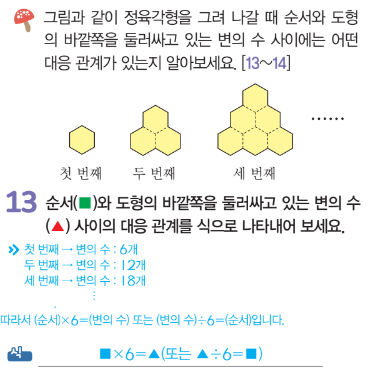 그림과 같이 정육각형을 그려 나갈 때 순서와 도형
의 바깥쪽을 둘러싸고 있는 변의 수 사이에는 어떤
대응 관계가 있는지 알아보세요. [13~14]
······
첫 번째 두 번째 세 번째
13 순서(■)와 도형의 바깥쪽을 둘러싸고 있는 변의 수
(▲) 사이의 대응 관계를 식으로 나타내어 보세요.
≫ 첫 번째 → 변의 수 : 6개
두 번째 → 변의 수 : 12개
세 번째 → 변의 수 : 18개
⋮
따라서 (순서)×6=(변의 수) 또는 (변의 수)÷6=(순서)입니다.
식 ■×6=▲(또는 ▲÷6=■)